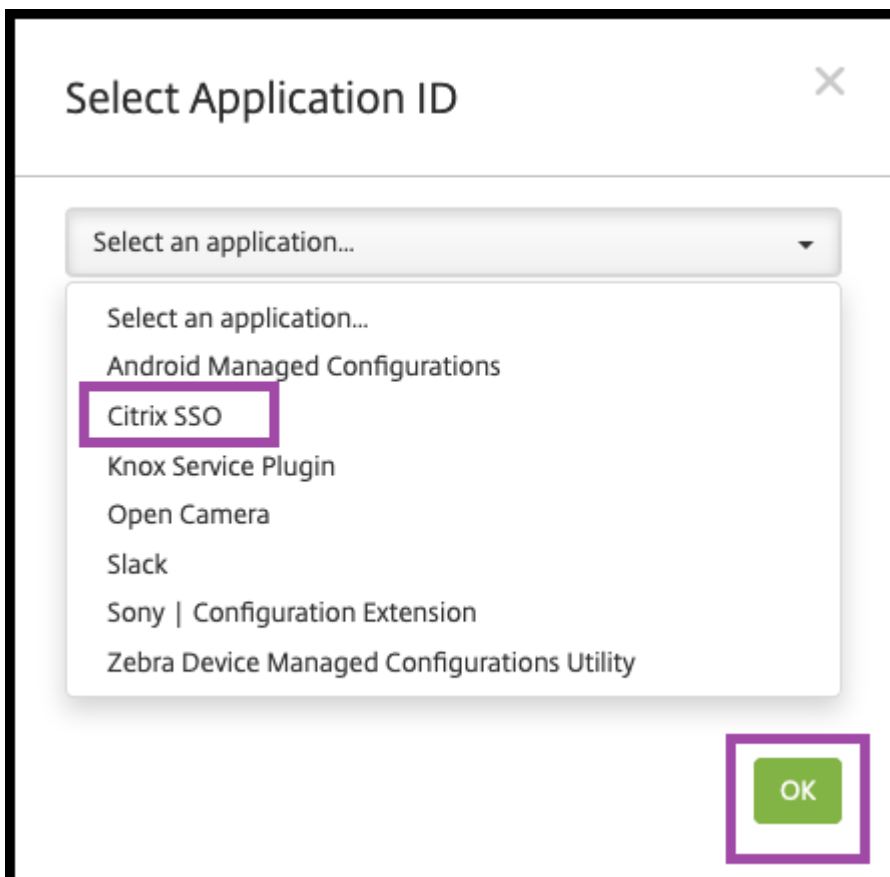 Select Application ID
Select an application...
Select an application...
Android Managed Configurations
Citrix SSO
Knox Service Plugin
Open Camera
Slack
Sony | Configuration Extension
Zebra Device Managed Configurations Utility
OK